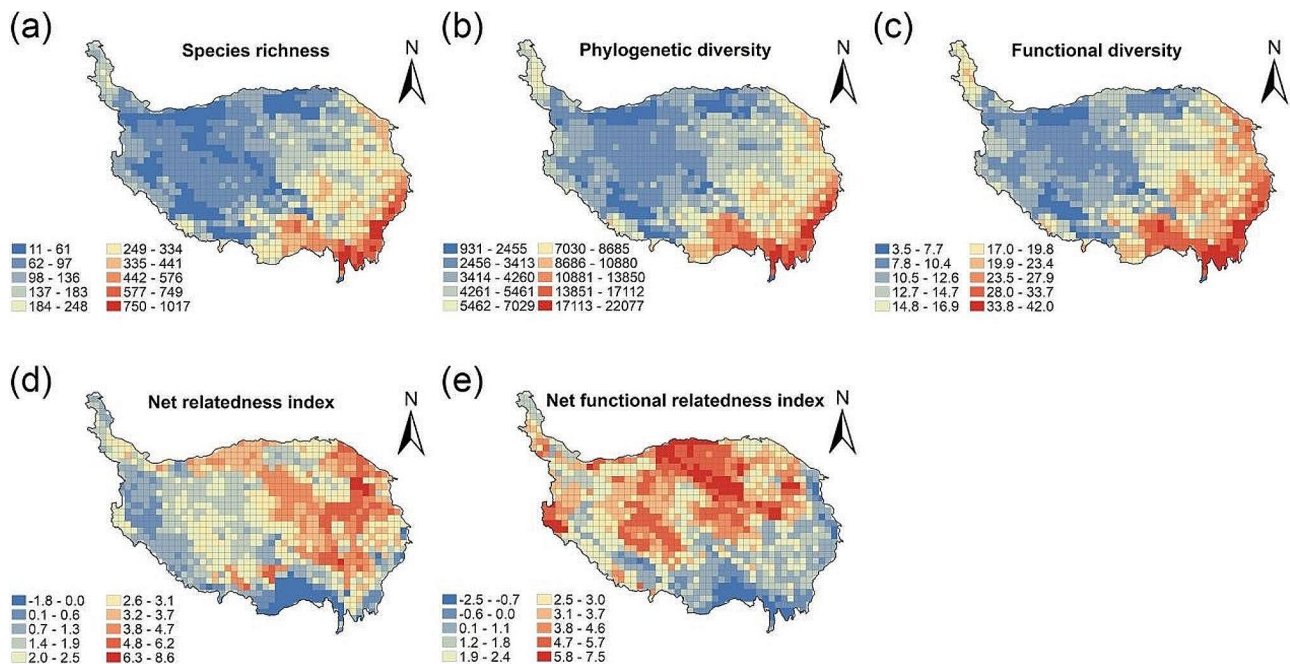 (a)
Species richness
N
11 - 61
62 - 97
98 - 136
137 - 183
184 - 248
249 - 334
335 - 441
442 - 576
577 - 749
750 - 1017
(b)
Phylogenetic diversity
N
931 - 2455
2456 - 3413
3414 - 4260
4261 - 5461
5462 - 7029
7030 - 8685
8686 - 10880
10881 - 13850
13851 - 17112
17113 - 22077
(c)
Functional diversity
N
3.5 - 7.7
7.8 - 10.4
10.5 - 12.6
12.7 - 14.7
14.8 - 16.9
17.0 - 19.8
19.9 - 23.4
23.5 - 27.9
28.0 - 33.7
33.8 - 42.0
(d)
Net relatedness index
N
-1.8 - 0.0
0.1 - 0.6
0.7 - 1.3
1.4 - 1.9
2.0 - 2.5
2.6 - 3.1
3.2 - 3.7
3.8 - 4.7
4.8 - 6.2
6.3 - 8.6
(e)
Net functional relatedness index
N
-2.5 - -0.7
-0.6 - 0.0
0.1 - 1.1
1.2 - 1.8
1.9 - 2.4
2.5 - 3.0
3.1 - 3.7
3.8 - 4.6
4.7 - 5.7
5.8 - 7.5